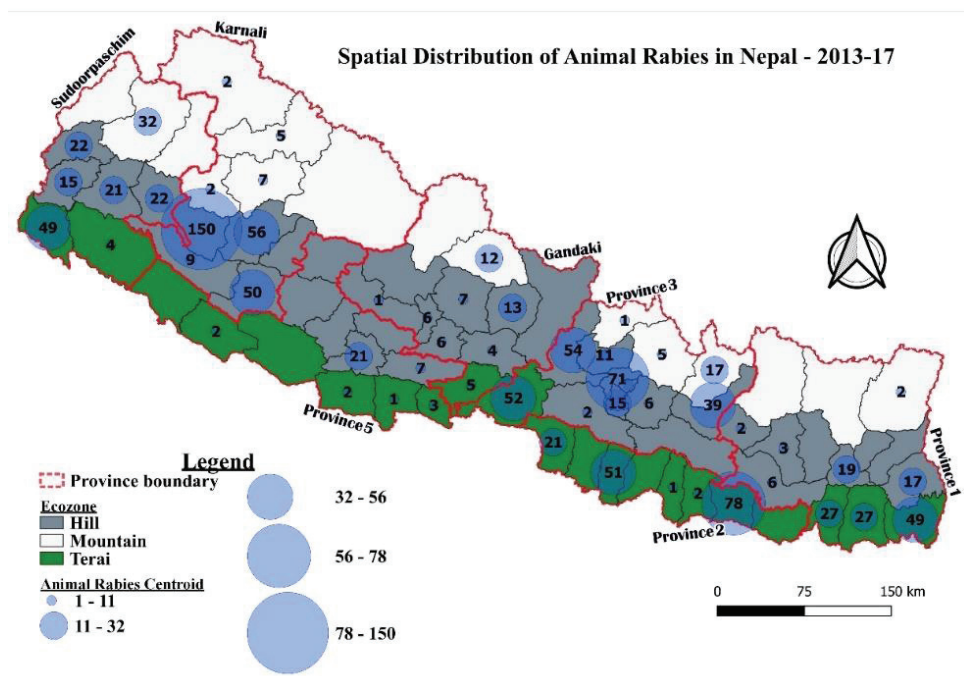 Karnali
Spatial Distribution of Animal Rabies in Nepal - 2013-17
Sudoorpaschim
2
32
5
22
7
15
21
22
2
49
150
56
4
9
12
Gandaki
50
1
7
13
Province 3
6
1
2
21
6
4
54
11
5
17
7
71
2
5
52
15
6
39
2
2
1
3
2
3
Province 5
21
19
17
Province 1
51
6
1
2
78
27
27
49
Province 2
Legend
Province boundary
Ecozone
Hill
Mountain
Terai
Animal Rabies Centroid
1 - 11
11 - 32
32 - 56
56 - 78
78 - 150
0 75 150 km